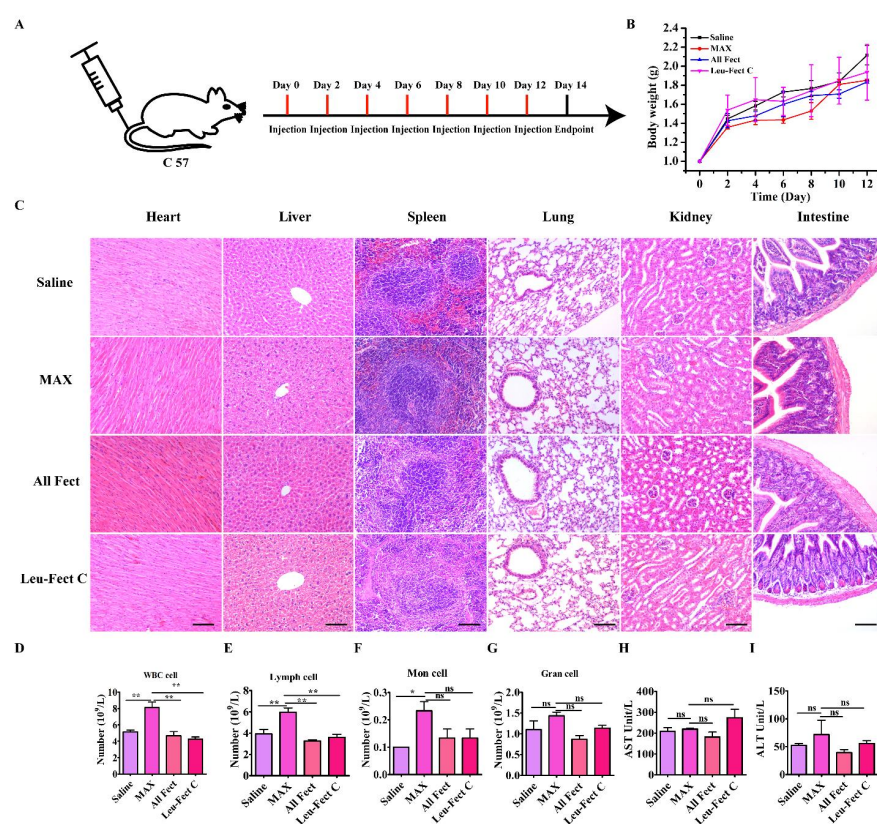 A
Day 0 Day 2 Day 4 Day 6 Day 8 Day 10 Day 12 Day 14
Injection Injection Injection Injection Injection Injection Injection Endpoint
C 57
B
Saline
MAX
All Fect
Leu-Fect C
Body weight (g)
2.4
2.2
2.0
1.8
1.6
1.4
1.2
1.0
0 2 4 6 8 10 12
Time (Day)
C
Heart Liver Spleen Lung Kidney Intestine
Saline
MAX
All Fect
Leu-Fect C
D
WBC cell
Number (10⁹/L)
10
8
6
4
2
0
** ** **
Saline MAX All Fect Leu-Fect C
E
Lymph cell
Number (10⁹/L)
8
6
4
2
0
** ** **
Saline MAX All Fect Leu-Fect C
F
Mon cell
Number (10⁹/L)
0.3
0.2
0.1
0.0
* ns ns
Saline MAX All Fect Leu-Fect C
G
Gran cell
Number (10⁹/L)
2.0
1.5
1.0
0.5
0.0
ns ns ns
Saline MAX All Fect Leu-Fect C
H
AST Unit/L
400
300
200
100
0
ns ns ns
Saline MAX All Fect Leu-Fect C
I
ALT Unit/L
150
100
50
0
ns ns ns
Saline MAX All Fect Leu-Fect C